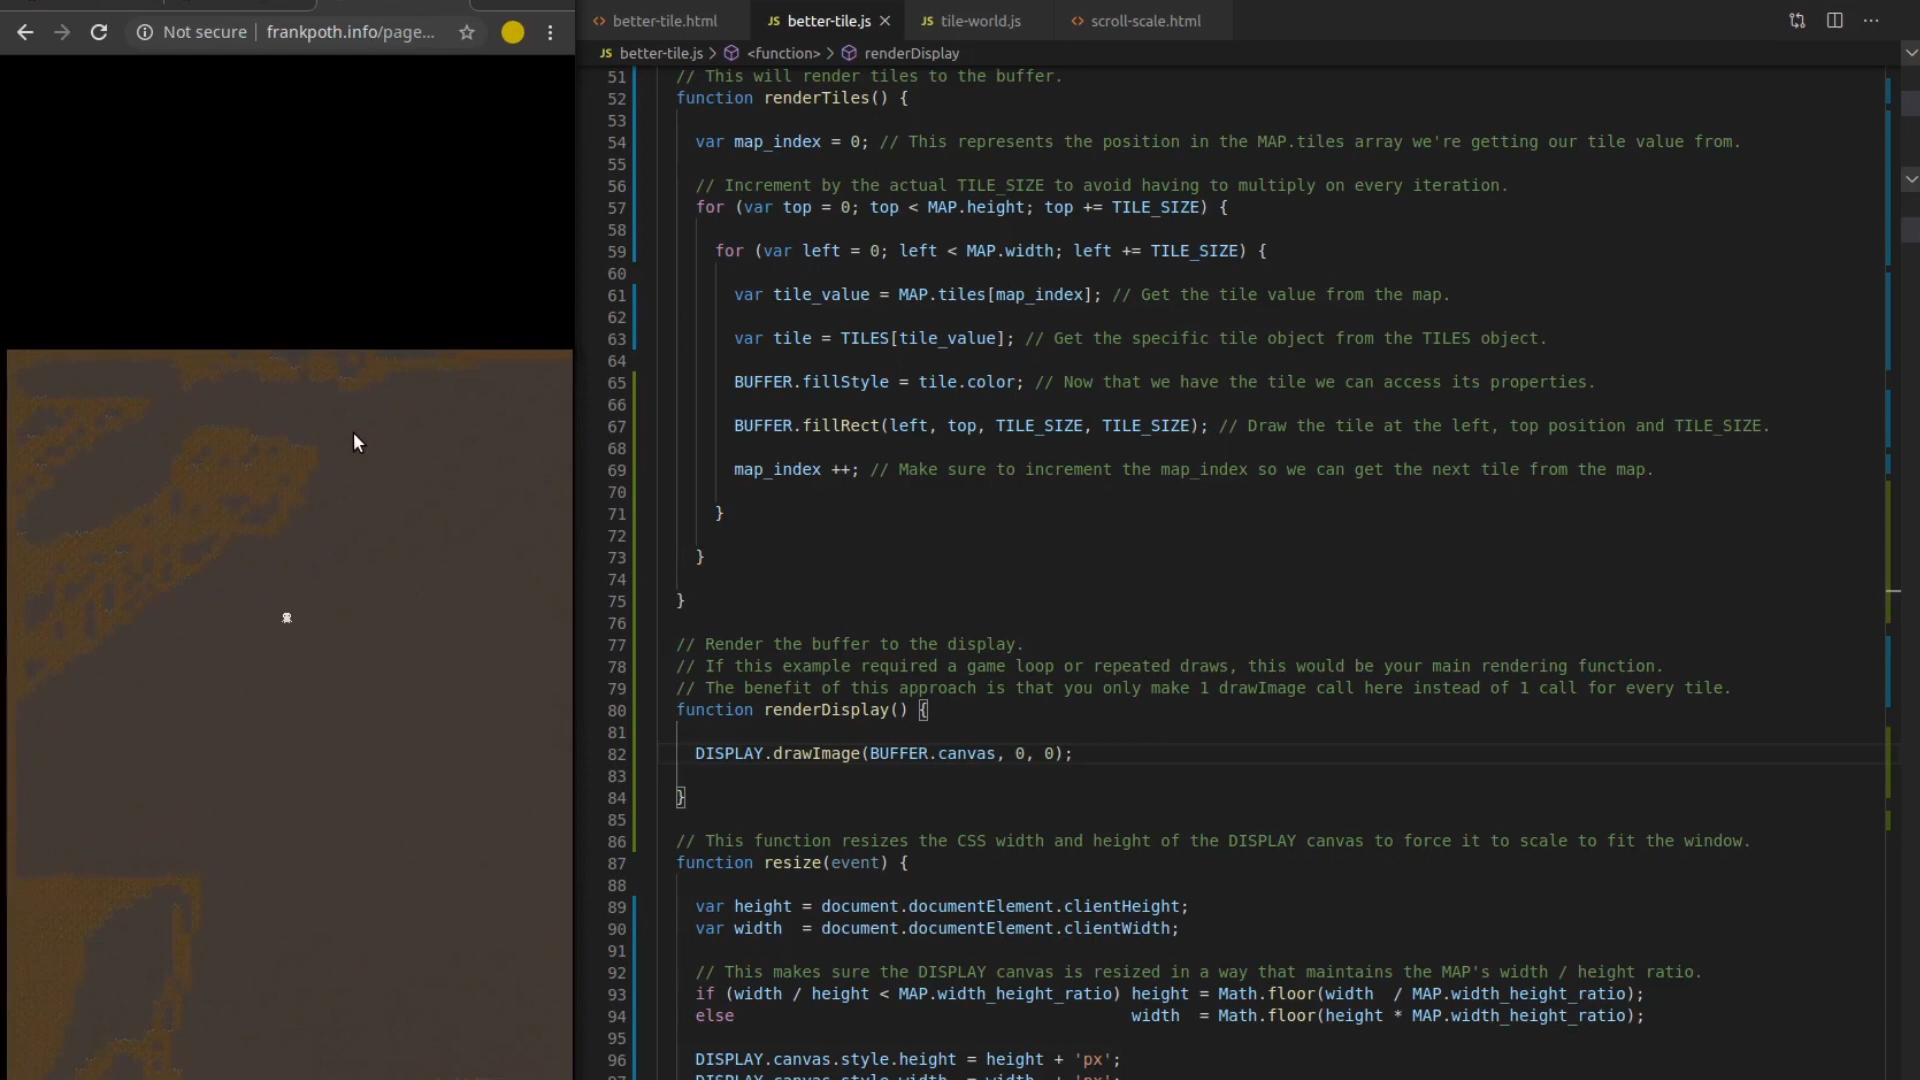 Not secure | frankpoth.info/page...
<> better-tile.html
JS better-tile.js
JS tile-world.js
<> scroll-scale.html
JS better-tile.js > <function> > renderDisplay
51 // This will render tiles to the buffer.
52 function renderTiles() {
53
54 var map_index = 0; // This represents the position in the MAP.tiles array we're getting our tile value from.
55
56 // Increment by the actual TILE_SIZE to avoid having to multiply on every iteration.
57 for (var top = 0; top < MAP.height; top += TILE_SIZE) {
58
59 for (var left = 0; left < MAP.width; left += TILE_SIZE) {
60
61 var tile_value = MAP.tiles[map_index]; // Get the tile value from the map.
62
63 var tile = TILES[tile_value]; // Get the specific tile object from the TILES object.
64
65 BUFFER.fillStyle = tile.color; // Now that we have the tile we can access its properties.
66
67 BUFFER.fillRect(left, top, TILE_SIZE, TILE_SIZE); // Draw the tile at the left, top position and TILE_SIZE.
68
69 map_index ++; // Make sure to increment the map_index so we can get the next tile from the map.
70
71 }
72
73 }
74
75 }
76
77 // Render the buffer to the display.
78 // If this example required a game loop or repeated draws, this would be your main rendering function.
79 // The benefit of this approach is that you only make 1 drawImage call here instead of 1 call for every tile.
80 function renderDisplay() {
81
82 DISPLAY.drawImage(BUFFER.canvas, 0, 0);
83
84 }
85
86 // This function resizes the CSS width and height of the DISPLAY canvas to force it to scale to fit the window.
87 function resize(event) {
88
89 var height = document.documentElement.clientHeight;
90 var width  = document.documentElement.clientWidth;
91
92 // This makes sure the DISPLAY canvas is resized in a way that maintains the MAP's width / height ratio.
93 if (width / height < MAP.width_height_ratio) height = Math.floor(width  / MAP.width_height_ratio);
94 else width  = Math.floor(height * MAP.width_height_ratio);
95
96 DISPLAY.canvas.style.height = height + 'px';
97 DISPLAY.canvas.style.width  = width + 'px';